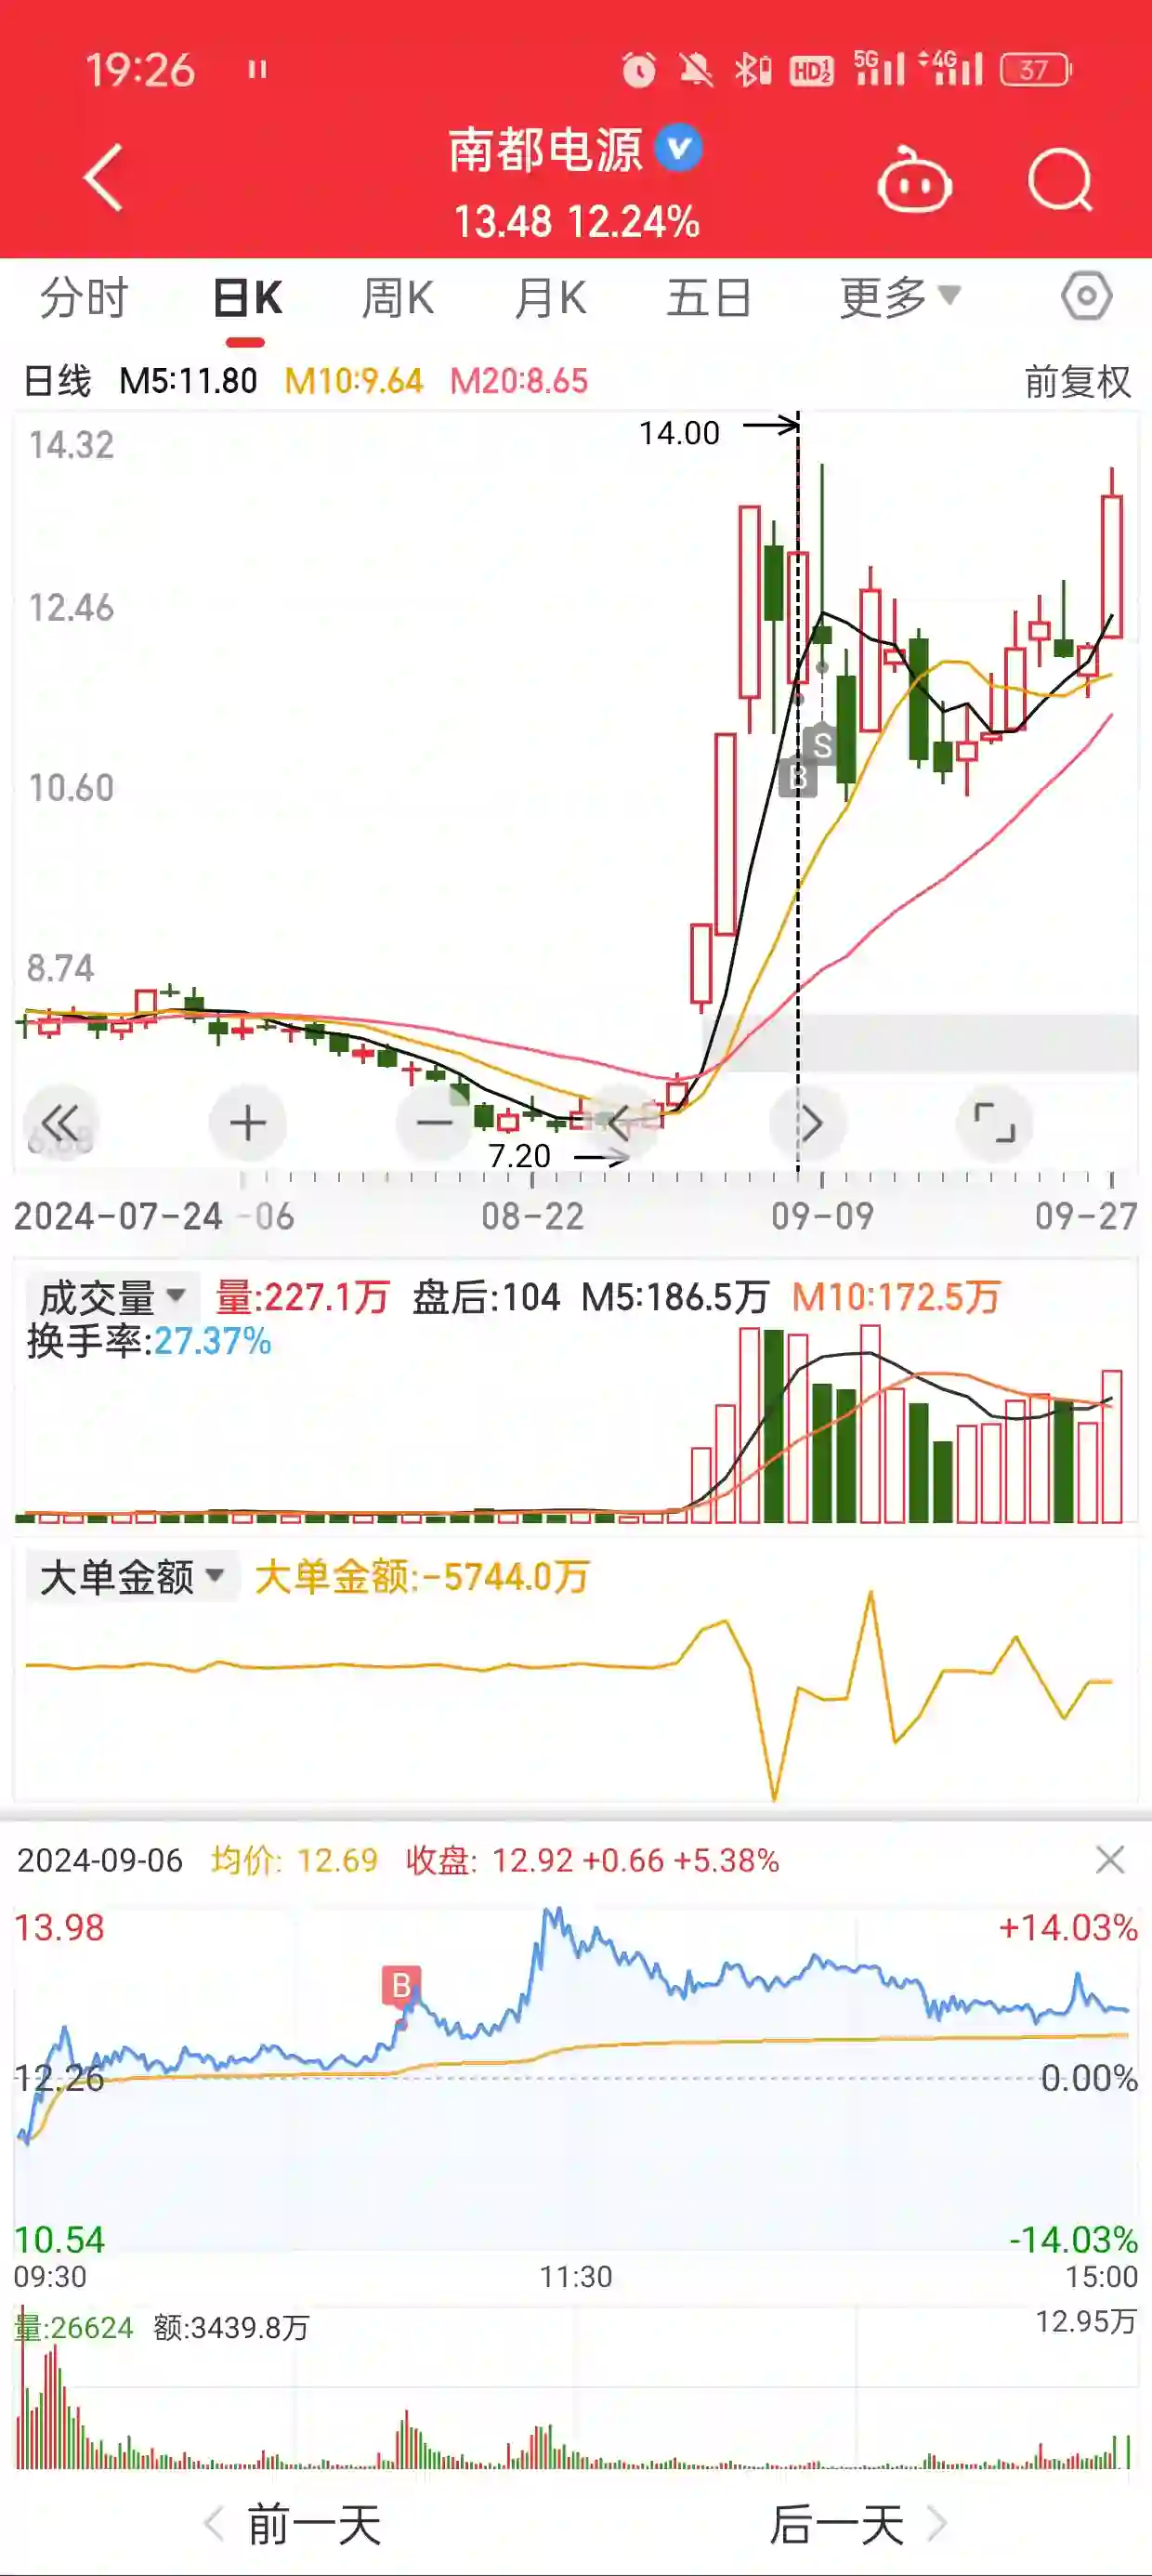 19:26 HD 1 2 5G 4G 37
南都电源
13.48 12.24%
分时 日K 周K 月K 五日 更多
日线 M5:11.80 M10:9.64 M20:8.65 前复权
14.32
14.00
12.46
10.60
S
B
8.74
7.20
2024-07-24 -06 08-22 09-09 09-27
成交量 量:227.1万 盘后:104 M5:186.5万 M10:172.5万
换手率:27.37%
大单金额 大单金额:-5744.0万
2024-09-06 均价: 12.69 收盘: 12.92 +0.66 +5.38%
13.98 +14.03%
B
12.26 0.00%
10.54 -14.03%
09:30 11:30 15:00
量:26624 额:3439.8万 12.95万
前一天 后一天